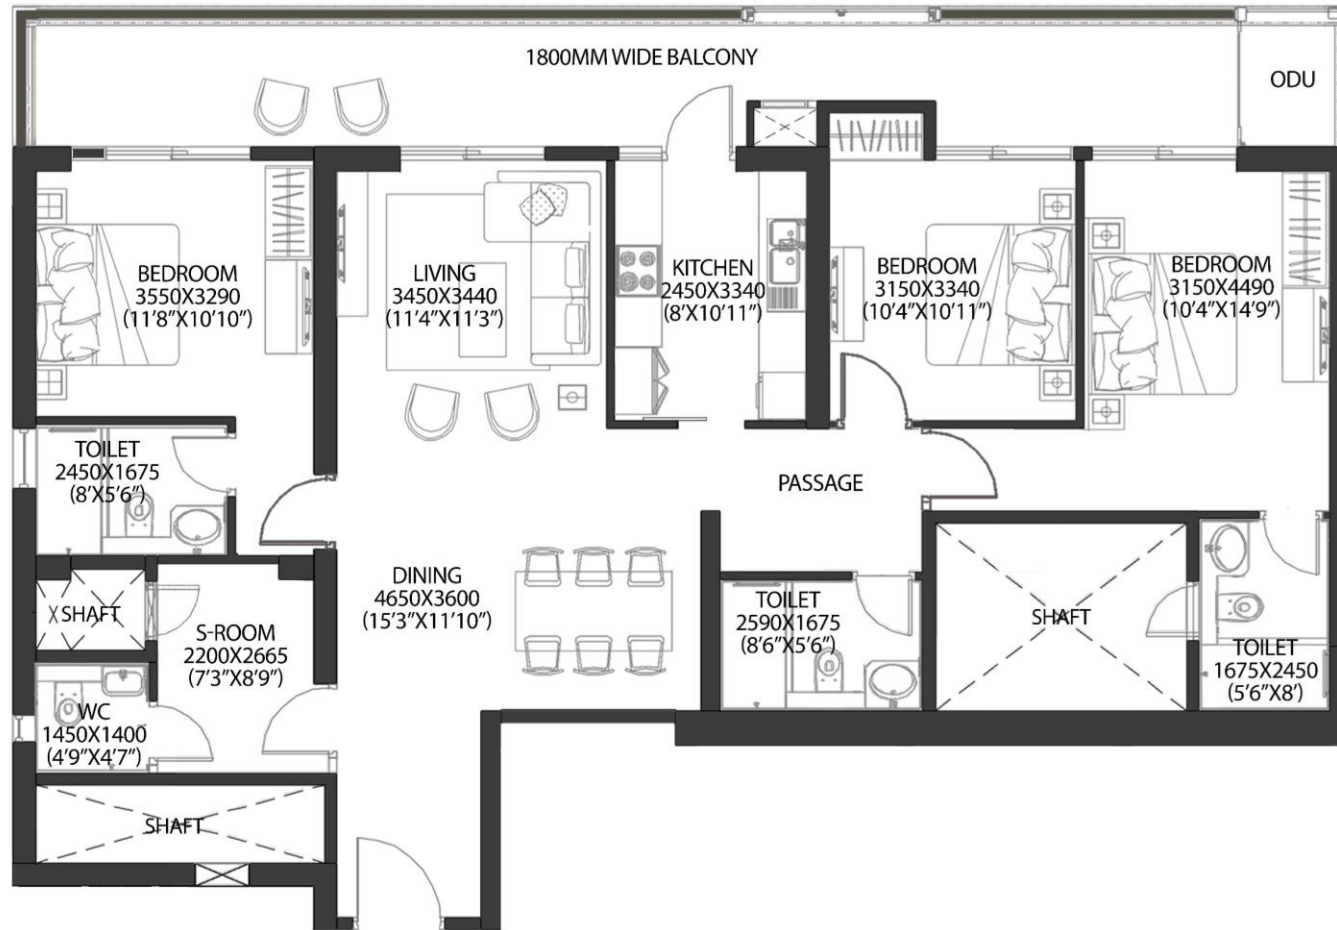 1800MM WIDE BALCONY
ODU
BEDROOM
3550X3290
(11'8"X10'10")
LIVING
3450X3440
(11'4"X11'3")
KITCHEN
2450X3340
(8'X10'11")
BEDROOM
3150X3340
(10'4"X10'11")
BEDROOM
3150X4490
(10'4"X14'9")
TOILET
2450X1675
(8'X5'6")
PASSAGE
SHAFT
S-ROOM
2200X2665
(7'3"X8'9")
DINING
4650X3600
(15'3"X11'10")
TOILET
2590X1675
(8'6"X5'6")
SHAFT
TOILET
1675X2450
(5'6"X8')
WC
1450X1400
(4'9"X4'7")
SHAFT